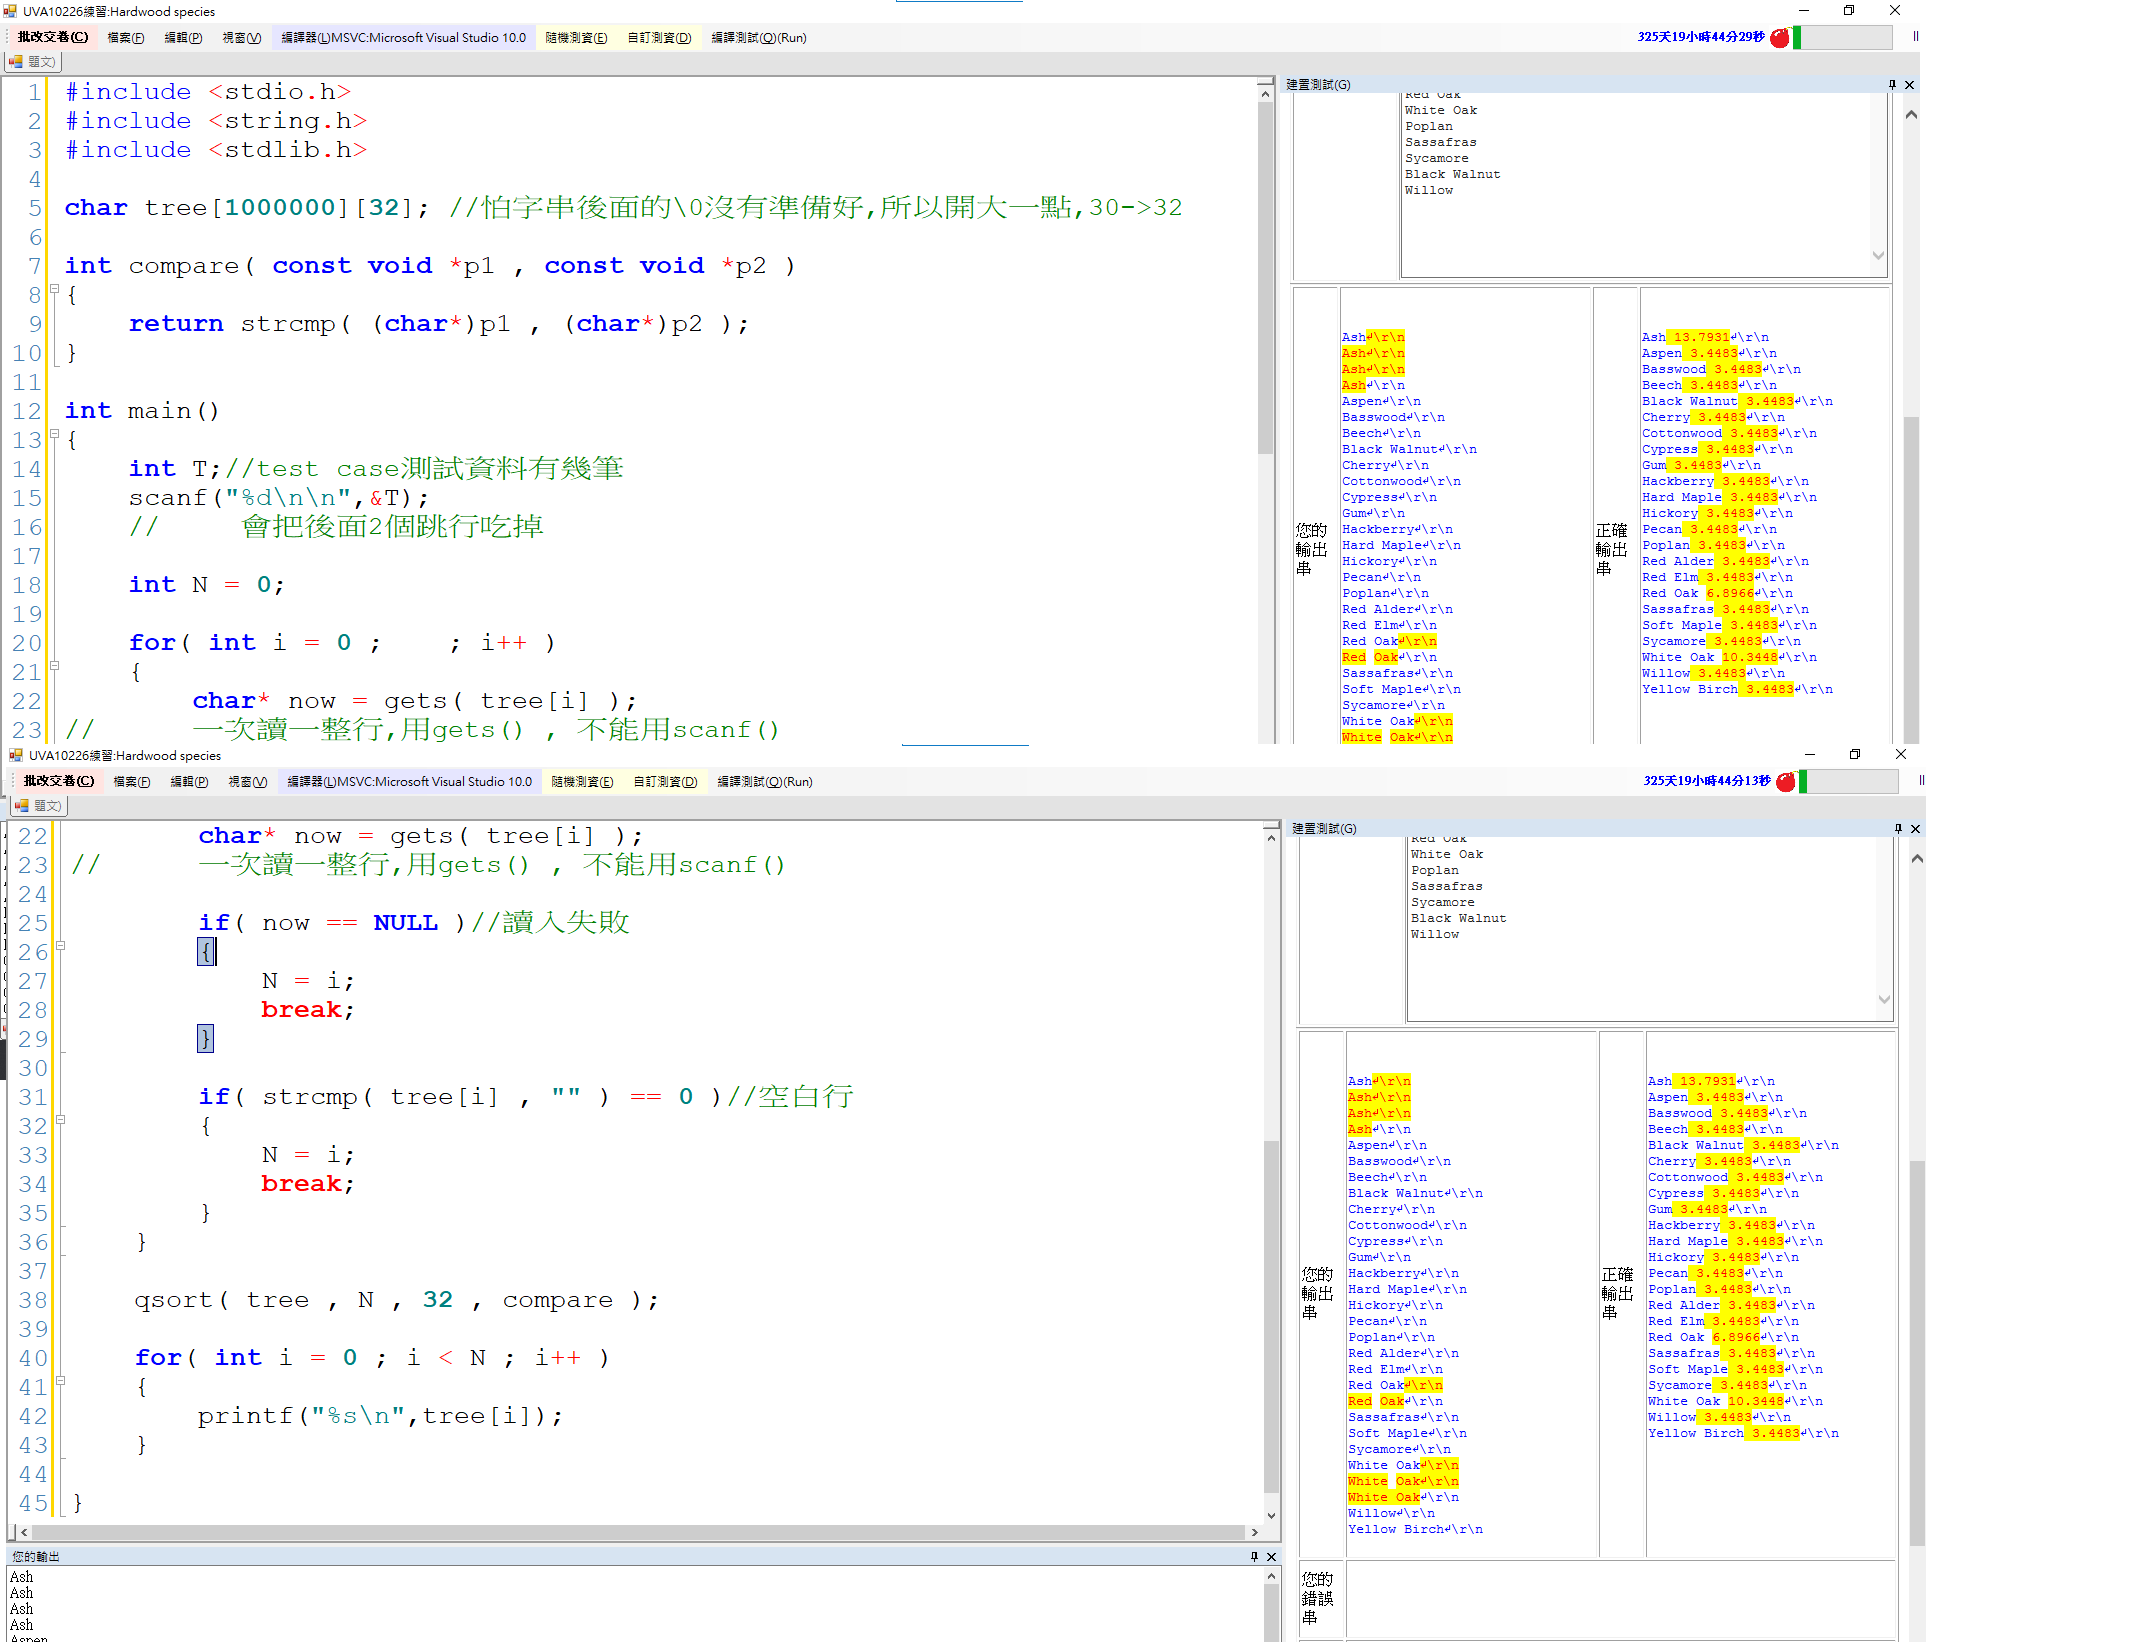 UVA10226練習:Hardwood species
批改交卷(C) 檔案(F) 編輯(P) 視窗(V) 編譯器(L)MSVC:Microsoft Visual Studio 10.0 隨機測資(E) 自訂測資(D) 編譯測試(Q)(Run) 325天19小時44分29秒
題文)
1 #include <stdio.h>
2 #include <string.h>
3 #include <stdlib.h>
4
5 char tree[1000000][32]; //怕字串後面的\0沒有準備好,所以開大一點,30->32
6
7 int compare( const void *p1 , const void *p2 )
8 {
9 return strcmp( (char*)p1 , (char*)p2 );
10 }
11
12 int main()
13 {
14 int T;//test case測試資料有幾筆
15 scanf("%d\n\n",&T);
16 // 會把後面2個跳行吃掉
17
18 int N = 0;
19
20 for( int i = 0 ; ; i++ )
21 {
22 char* now = gets( tree[i] );
23 // 一次讀一整行,用gets() , 不能用scanf()
建置測試(G)
Red Oak
White Oak
Poplan
Sassafras
Sycamore
Black Walnut
Willow
您的
輸出
串
Ash↵\r\n
Ash↵\r\n
Ash↵\r\n
Ash↵\r\n
Aspen↵\r\n
Basswood↵\r\n
Beech↵\r\n
Black Walnut↵\r\n
Cherry↵\r\n
Cottonwood↵\r\n
Cypress↵\r\n
Gum↵\r\n
Hackberry↵\r\n
Hard Maple↵\r\n
Hickory↵\r\n
Pecan↵\r\n
Poplan↵\r\n
Red Alder↵\r\n
Red Elm↵\r\n
Red Oak↵\r\n
Red Oak↵\r\n
Sassafras↵\r\n
Soft Maple↵\r\n
Sycamore↵\r\n
White Oak↵\r\n
White Oak↵\r\n
正確
輸出
串
Ash 13.7931↵\r\n
Aspen 3.4483↵\r\n
Basswood 3.4483↵\r\n
Beech 3.4483↵\r\n
Black Walnut 3.4483↵\r\n
Cherry 3.4483↵\r\n
Cottonwood 3.4483↵\r\n
Cypress 3.4483↵\r\n
Gum 3.4483↵\r\n
Hackberry 3.4483↵\r\n
Hard Maple 3.4483↵\r\n
Hickory 3.4483↵\r\n
Pecan 3.4483↵\r\n
Poplan 3.4483↵\r\n
Red Alder 3.4483↵\r\n
Red Elm 3.4483↵\r\n
Red Oak 6.8966↵\r\n
Sassafras 3.4483↵\r\n
Soft Maple 3.4483↵\r\n
Sycamore 3.4483↵\r\n
White Oak 10.3448↵\r\n
Willow 3.4483↵\r\n
Yellow Birch 3.4483↵\r\n
UVA10226練習:Hardwood species
批改交卷(C) 檔案(F) 編輯(P) 視窗(V) 編譯器(L)MSVC:Microsoft Visual Studio 10.0 隨機測資(E) 自訂測資(D) 編譯測試(Q)(Run) 325天19小時44分13秒
題文)
22 char* now = gets( tree[i] );
23 // 一次讀一整行,用gets() , 不能用scanf()
24
25 if( now == NULL )//讀入失敗
26 {
27 N = i;
28 break;
29 }
30
31 if( strcmp( tree[i] , "" ) == 0 )//空白行
32 {
33 N = i;
34 break;
35 }
36 }
37
38 qsort( tree , N , 32 , compare );
39
40 for( int i = 0 ; i < N ; i++ )
41 {
42 printf("%s\n",tree[i]);
43 }
44
45 }
您的輸出
Ash
Ash
Ash
Ash
Aspen
建置測試(G)
Red Oak
White Oak
Poplan
Sassafras
Sycamore
Black Walnut
Willow
您的
輸出
串
Ash↵\r\n
Ash↵\r\n
Ash↵\r\n
Ash↵\r\n
Aspen↵\r\n
Basswood↵\r\n
Beech↵\r\n
Black Walnut↵\r\n
Cherry↵\r\n
Cottonwood↵\r\n
Cypress↵\r\n
Gum↵\r\n
Hackberry↵\r\n
Hard Maple↵\r\n
Hickory↵\r\n
Pecan↵\r\n
Poplan↵\r\n
Red Alder↵\r\n
Red Elm↵\r\n
Red Oak↵\r\n
Red Oak↵\r\n
Sassafras↵\r\n
Soft Maple↵\r\n
Sycamore↵\r\n
White Oak↵\r\n
White Oak↵\r\n
White Oak↵\r\n
Willow↵\r\n
Yellow Birch↵\r\n
正確
輸出
串
Ash 13.7931↵\r\n
Aspen 3.4483↵\r\n
Basswood 3.4483↵\r\n
Beech 3.4483↵\r\n
Black Walnut 3.4483↵\r\n
Cherry 3.4483↵\r\n
Cottonwood 3.4483↵\r\n
Cypress 3.4483↵\r\n
Gum 3.4483↵\r\n
Hackberry 3.4483↵\r\n
Hard Maple 3.4483↵\r\n
Hickory 3.4483↵\r\n
Pecan 3.4483↵\r\n
Poplan 3.4483↵\r\n
Red Alder 3.4483↵\r\n
Red Elm 3.4483↵\r\n
Red Oak 6.8966↵\r\n
Sassafras 3.4483↵\r\n
Soft Maple 3.4483↵\r\n
Sycamore 3.4483↵\r\n
White Oak 10.3448↵\r\n
Willow 3.4483↵\r\n
Yellow Birch 3.4483↵\r\n
您的
錯誤
串